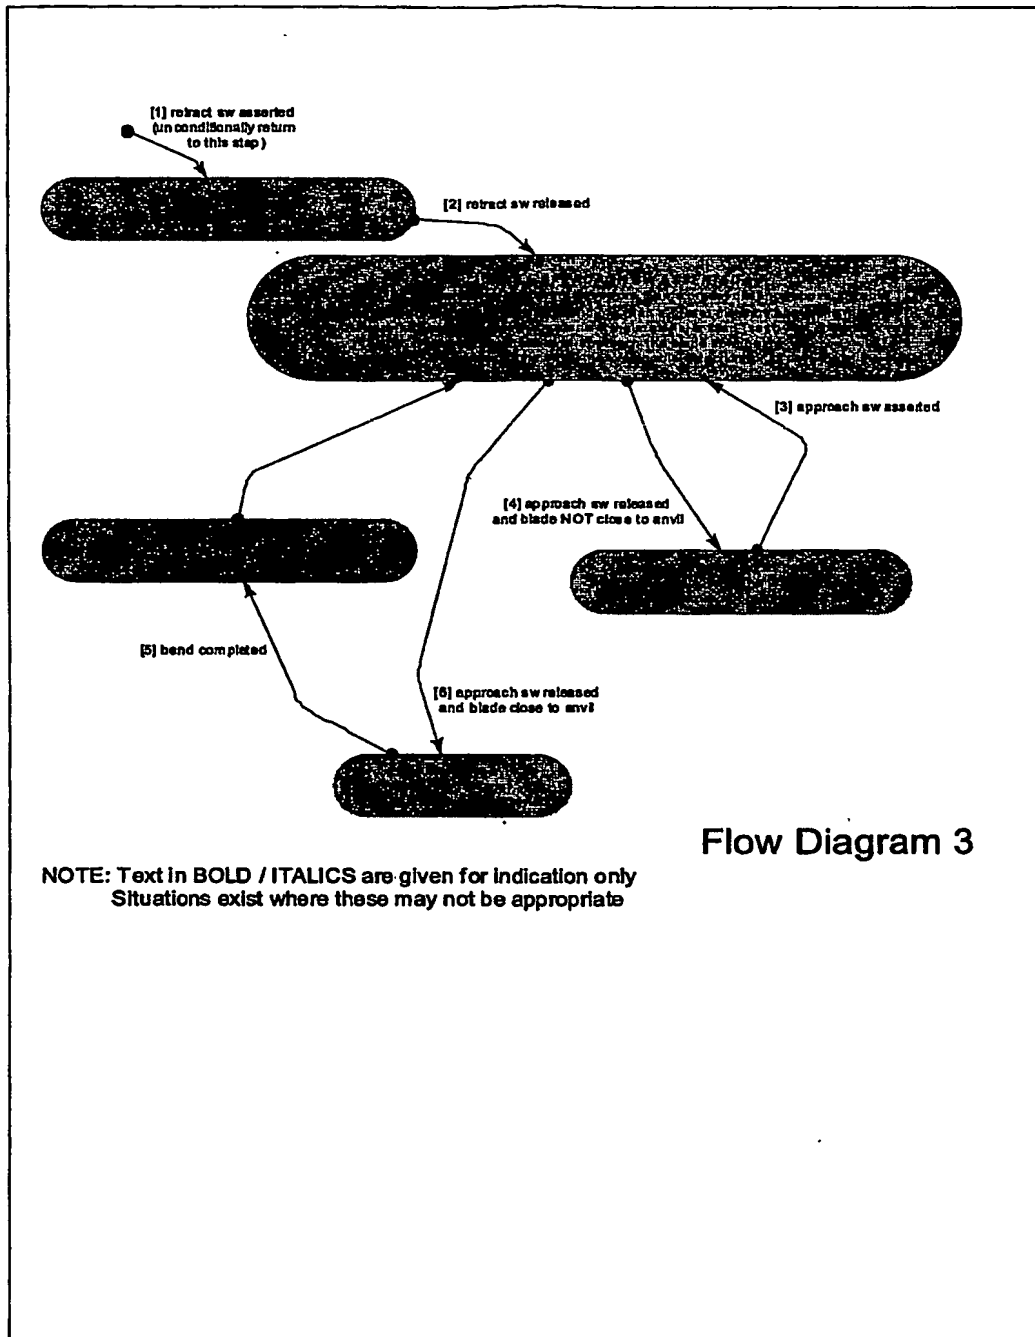 [1] retract sw asserted
(unconditionally return
to this step)
[2] retract sw released
[3] approach sw asserted
[4] approach sw released
and blade NOT close to anvil
[5] bend completed
[6] approach sw released
and blade close to anvil
Flow Diagram 3
NOTE: Text in BOLD / ITALICS are given for indication only
Situations exist where these may not be appropriate